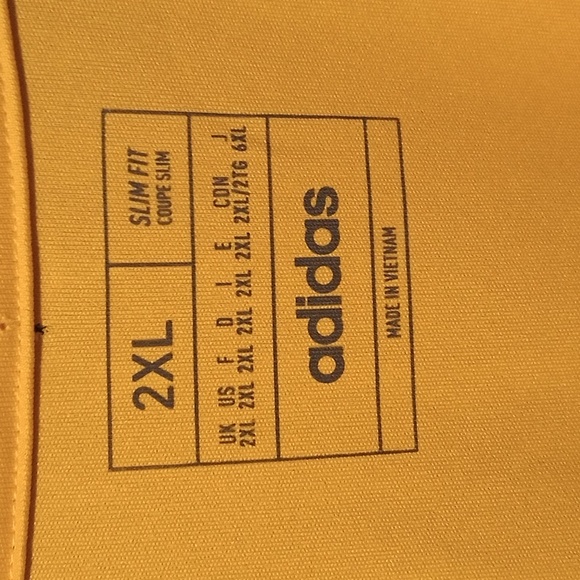 2XL
SLIM FIT
COUPE SLIM
UK US F D I E CON J
2XL 2XL 2XL 2XL 2XL 2XL 2XL/2TG 6XL
adidas
MADE IN VIETNAM